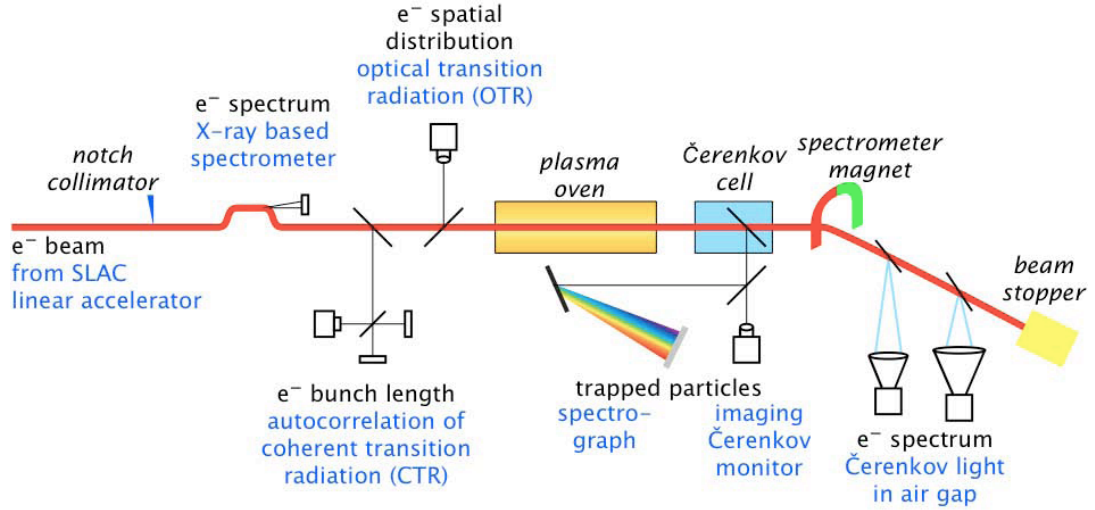 e⁻ spatial
distribution
optical transition
radiation (OTR)
e⁻ spectrum
X-ray based
spectrometer
notch
collimator
plasma
oven
Čerenkov
cell
spectrometer
magnet
e⁻ beam
from SLAC
linear accelerator
beam
stopper
e⁻ bunch length
autocorrelation of
coherent transition
radiation (CTR)
trapped particles
spectro-
graph
imaging
Čerenkov
monitor
e⁻ spectrum
Čerenkov light
in air gap